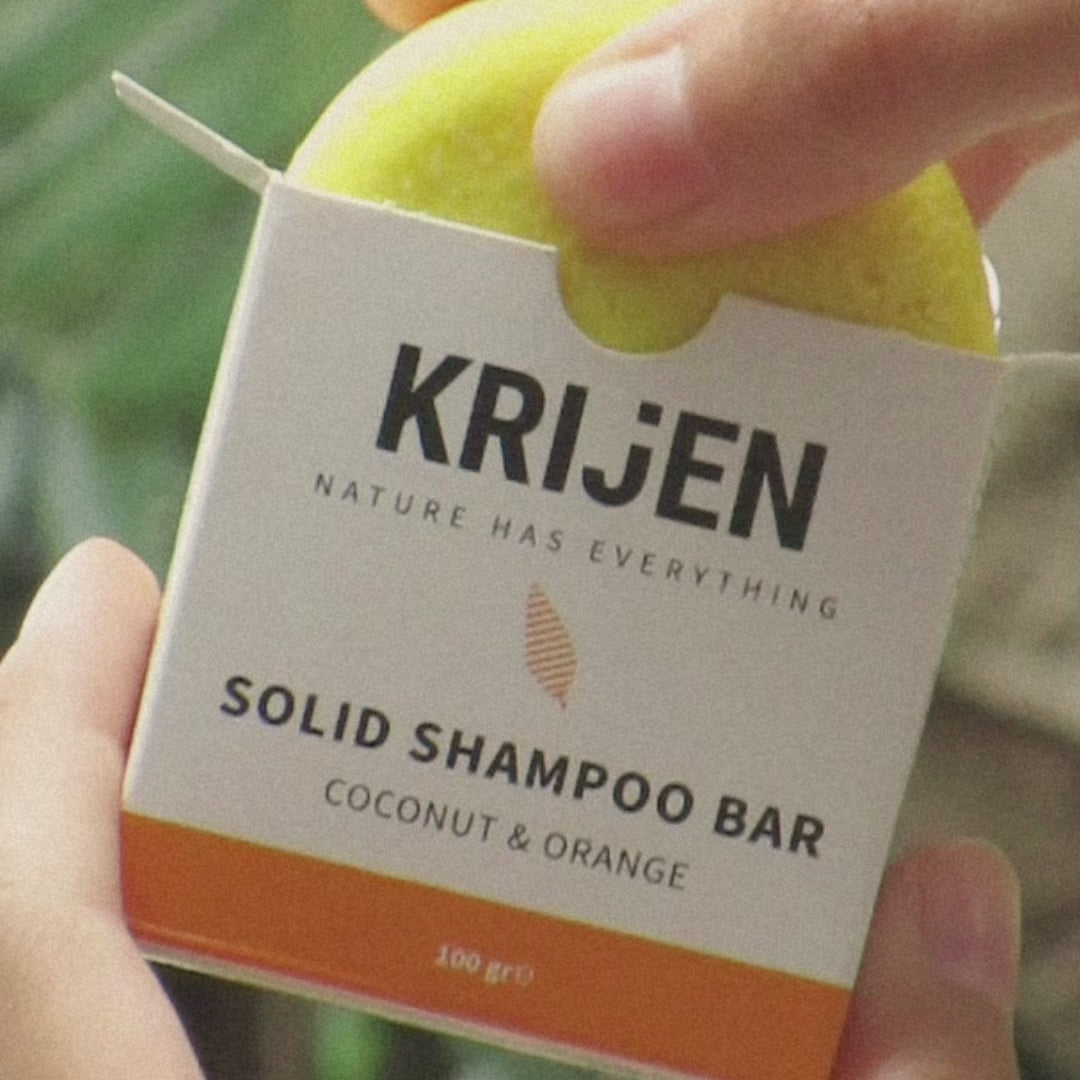 KRIjEN
NATURE HAS EVERYTHING
SOLID SHAMPOO BAR
COCONUT & ORANGE
100 gr